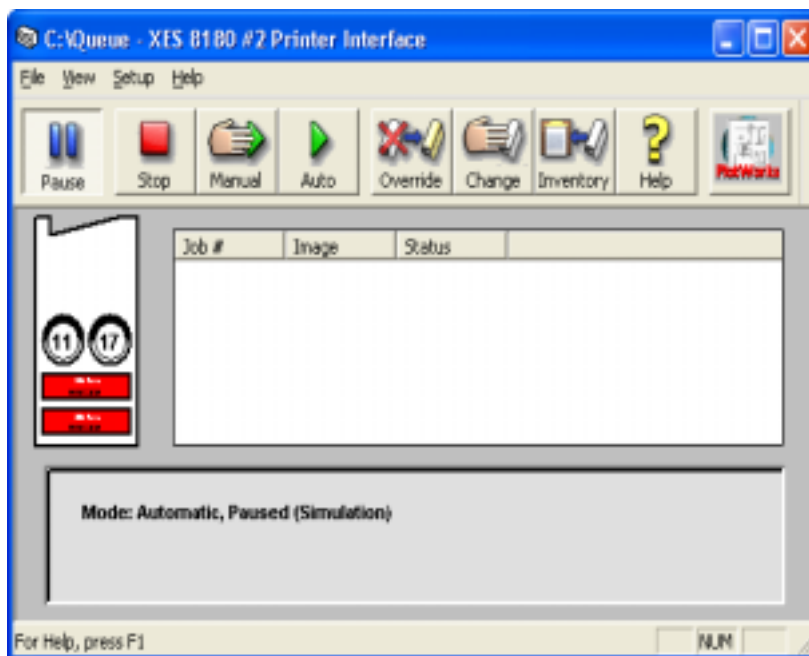 C:\Queue - XES 8180 #2 Printer Interface
File View Setup Help
Pause Stop Manual Auto Override Change Inventory Help PlotWorks
Job # Image Status
11 17
Mode: Automatic, Paused (Simulation)
For Help, press F1 NUM